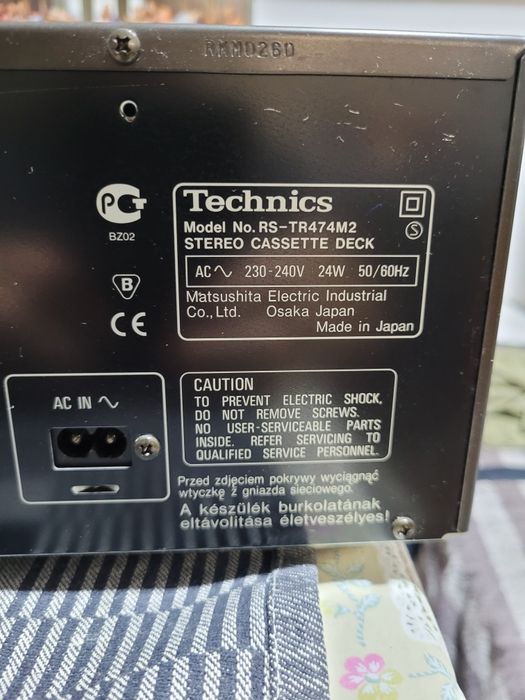 RKM0260
Technics
Model No. RS-TR474M2
STEREO CASSETTE DECK
S
AC ∿ 230-240V 24W 50/60Hz
Matsushita Electric Industrial
Co., Ltd. Osaka Japan
Made in Japan
BZ02
B
CE
AC IN ∿
CAUTION
TO PREVENT ELECTRIC SHOCK,
DO NOT REMOVE SCREWS.
NO USER-SERVICEABLE PARTS
INSIDE. REFER SERVICING TO
QUALIFIED SERVICE PERSONNEL.
Przed zdjęciem pokrywy wyciągnąć
wtyczkę z gniazda sieciowego.
A készülék burkolatának
eltávolítása életveszélyes!